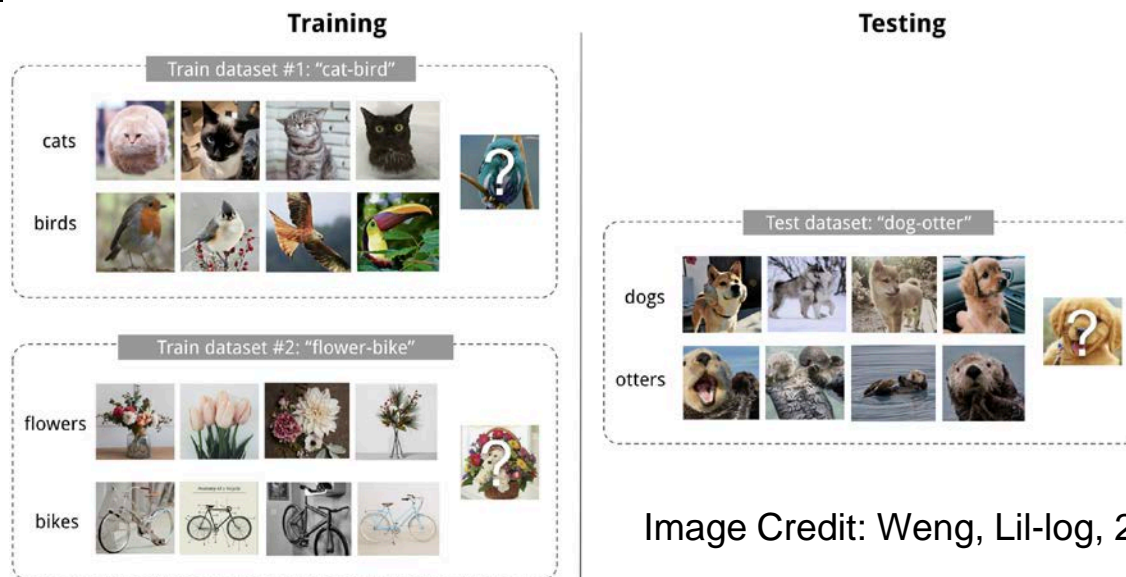 Training
Train dataset #1: “cat-bird”
cats
?
birds
Train dataset #2: “flower-bike”
flowers
?
bikes
Testing
Test dataset: “dog-otter”
dogs
?
otters
Image Credit: Weng, Lil-log, 2